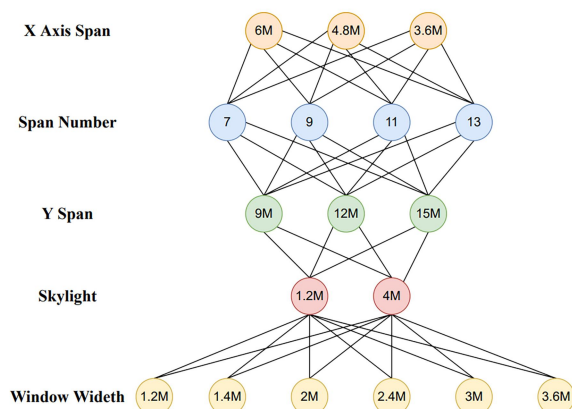 X Axis Span 6M 4.8M 3.6M
Span Number 7 9 11 13
Y Span 9M 12M 15M
Skylight 1.2M 4M
Window Wideth 1.2M 1.4M 2M 2.4M 3M 3.6M